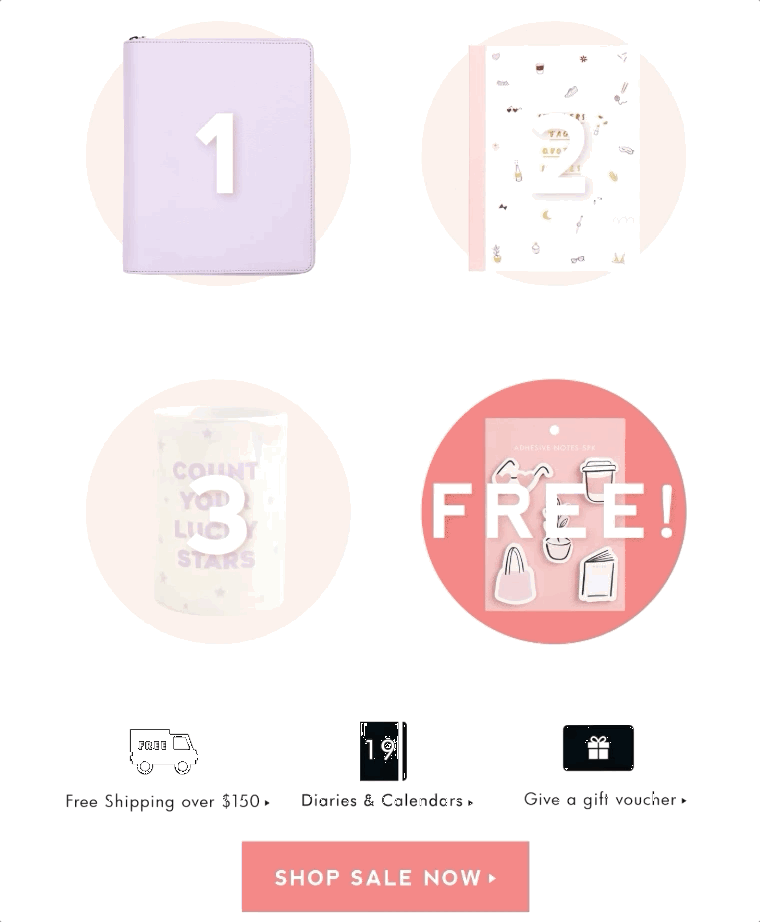 1
2
COUNT
YOUR
LUCKY
STARS
3
ADHESIVE NOTES SET
FREE!
FREE
19
Free Shipping over $150
Diaries & Calendars
Give a gift voucher
SHOP SALE NOW